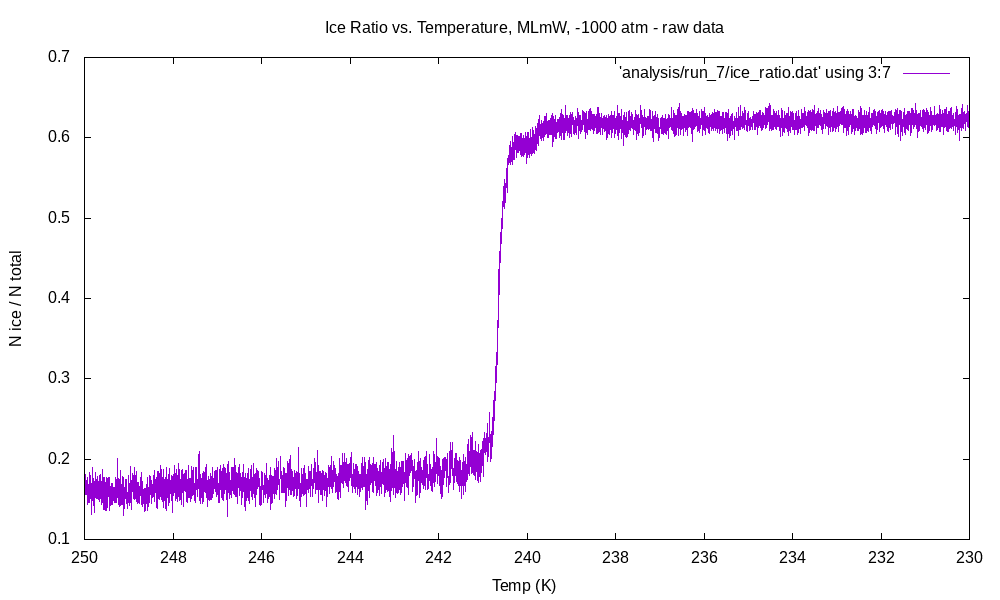 Ice Ratio vs. Temperature, MLmW, -1000 atm - raw data
'analysis/run_7/ice_ratio.dat' using 3:7
N ice / N total
0.7
0.6
0.5
0.4
0.3
0.2
0.1
250 248 246 244 242 240 238 236 234 232 230
Temp (K)